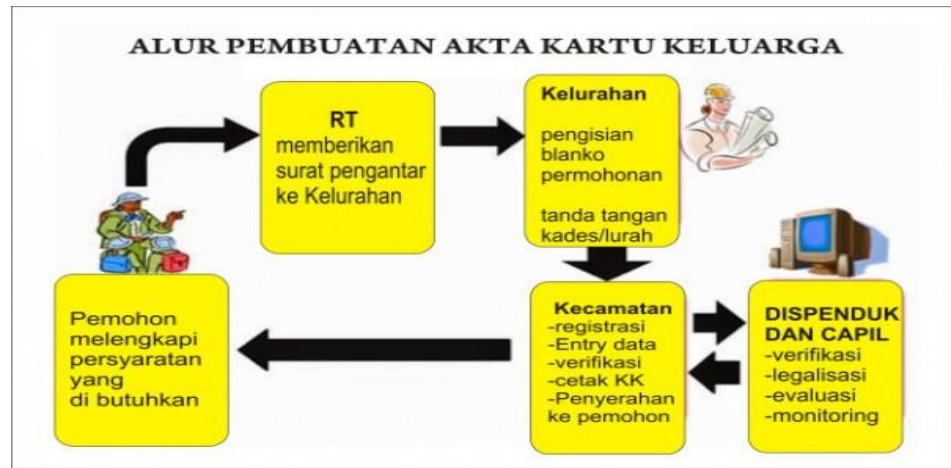 ALUR PEMBUATAN AKTA KARTU KELUARGA
RT
memberikan
surat pengantar
ke Kelurahan
Kelurahan
pengisian
blanko
permohonan
tanda tangan
kades/lurah
Kecamatan
-registrasi
-Entry data
-verifikasi
-cetak KK
-Penyerahan
ke pemohon
DISPENDUK
DAN CAPIL
-verifikasi
-legalisasi
-evaluasi
-monitoring
Pemohon
melengkapi
persyaratan
yang
di butuhkan